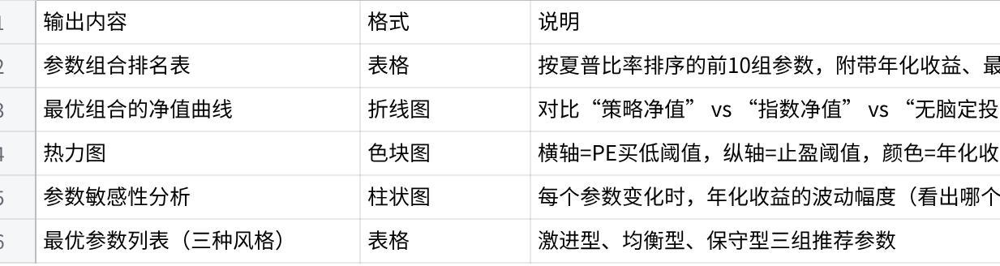 1 输出内容 格式 说明
2 参数组合排名表 表格 按夏普比率排序的前10组参数，附带年化收益、最
3 最优组合的净值曲线 折线图 对比“策略净值” vs “指数净值” vs “无脑定投
4 热力图 色块图 横轴=PE买低阈值，纵轴=止盈阈值，颜色=年化收
5 参数敏感性分析 柱状图 每个参数变化时，年化收益的波动幅度（看出哪个
6 最优参数列表（三种风格） 表格 激进型、均衡型、保守型三组推荐参数